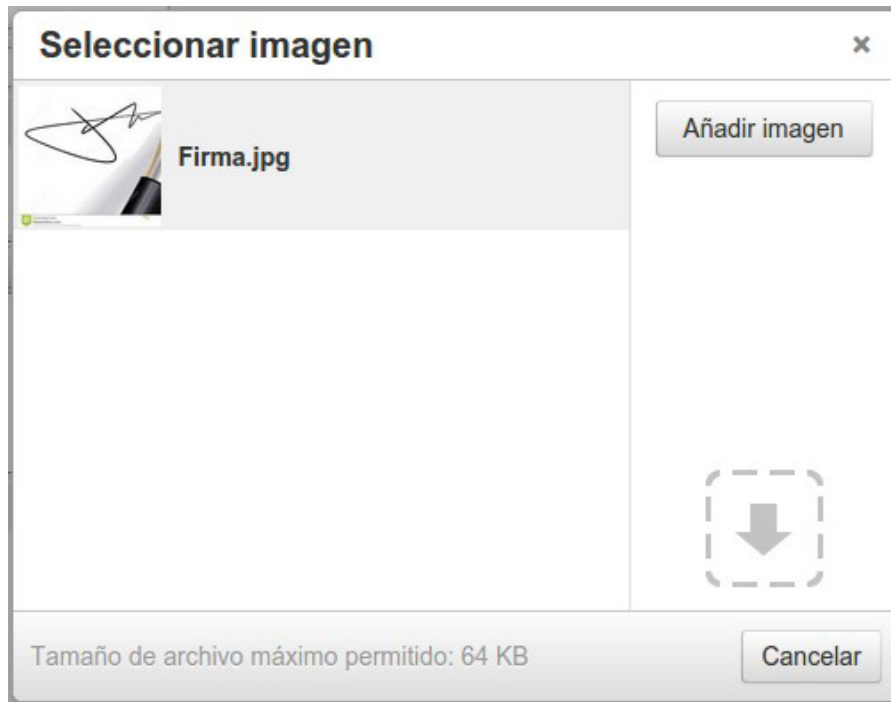 Seleccionar imagen
Firma.jpg
Añadir imagen
Tamaño de archivo máximo permitido: 64 KB
Cancelar